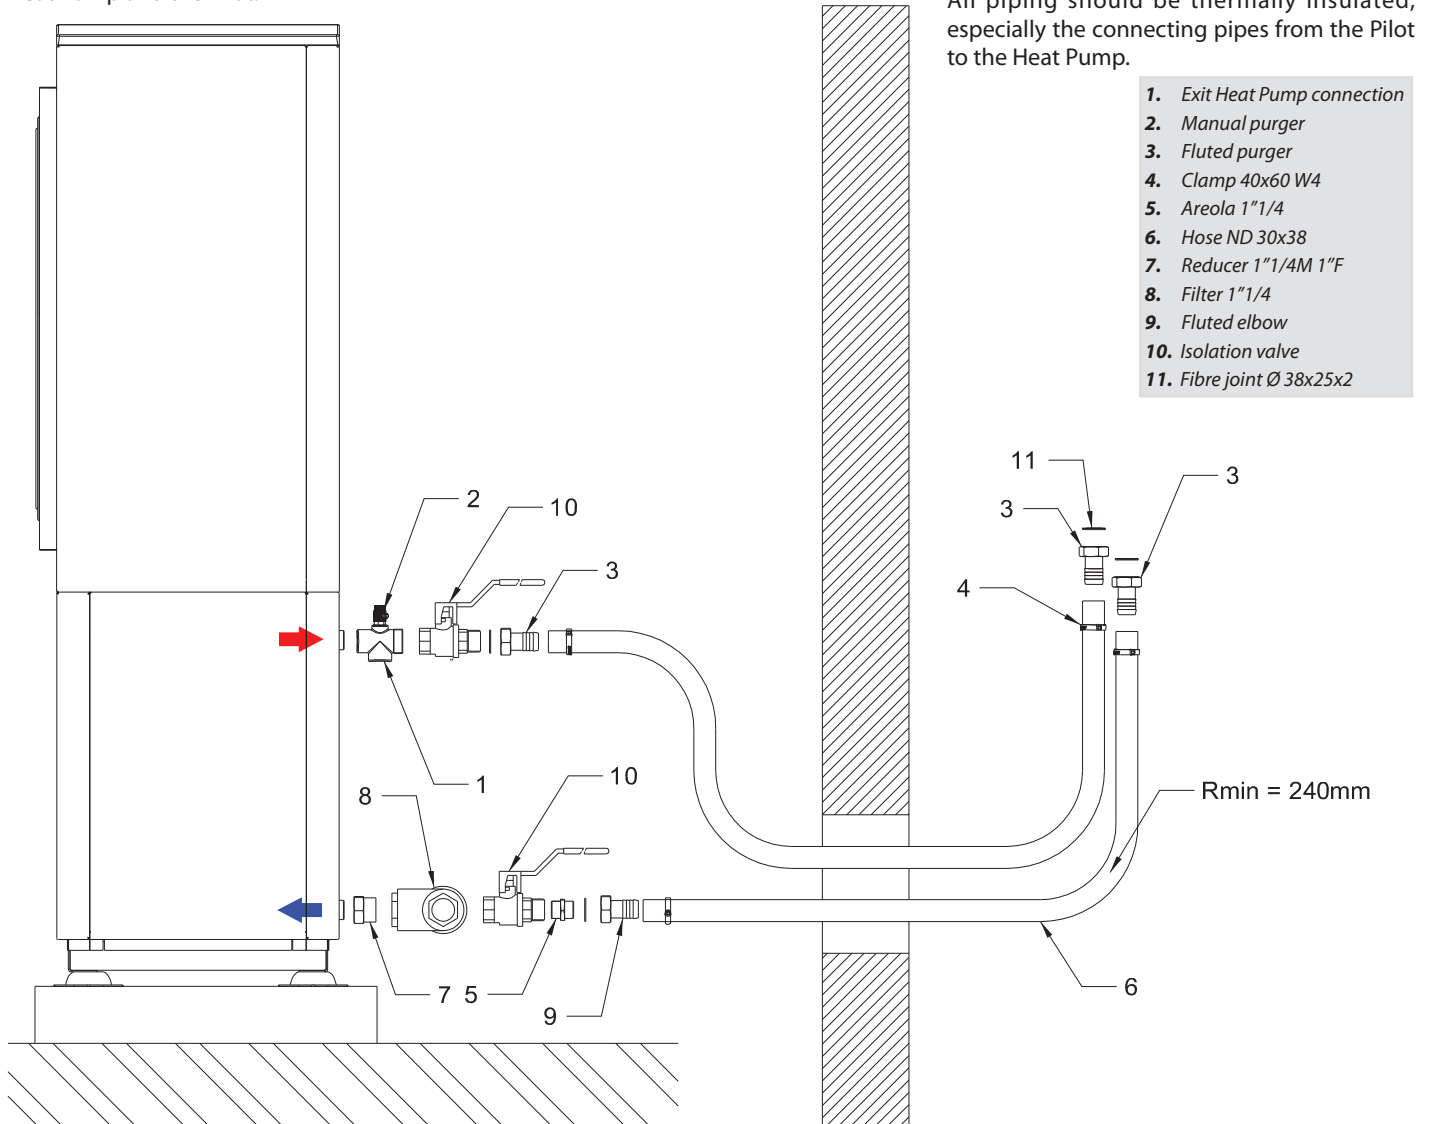 All piping should be thermally insulated,
especially the connecting pipes from the Pilot
to the Heat Pump.
1. Exit Heat Pump connection
2. Manual purger
3. Fluted purger
4. Clamp 40x60 W4
5. Areola 1"1/4
6. Hose ND 30x38
7. Reducer 1"1/4M 1"F
8. Filter 1"1/4
9. Fluted elbow
10. Isolation valve
11. Fibre joint Ø 38x25x2
11
3
3
2
10
3
4
1
10
8
Rmin = 240mm
7 5
9
6